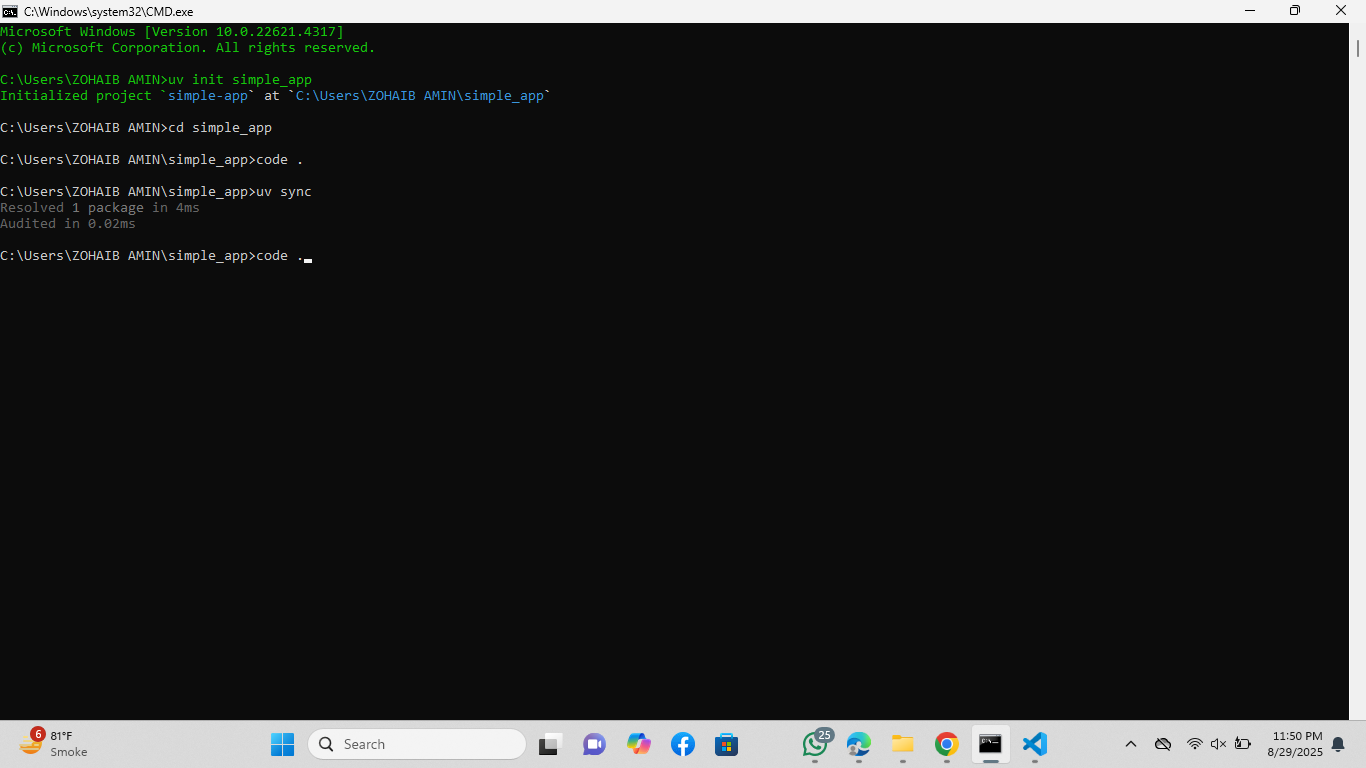 C:\Windows\system32\CMD.exe
Microsoft Windows [Version 10.0.22621.4317]
(c) Microsoft Corporation. All rights reserved.
C:\Users\ZOHAIB AMIN>uv init simple_app
Initialized project `simple-app` at `C:\Users\ZOHAIB AMIN\simple_app`
C:\Users\ZOHAIB AMIN>cd simple_app
C:\Users\ZOHAIB AMIN\simple_app>code .
C:\Users\ZOHAIB AMIN\simple_app>uv sync
Resolved 1 package in 4ms
Audited in 0.02ms
C:\Users\ZOHAIB AMIN\simple_app>code .
6
81°F
Smoke
Search
25
11:50 PM
8/29/2025